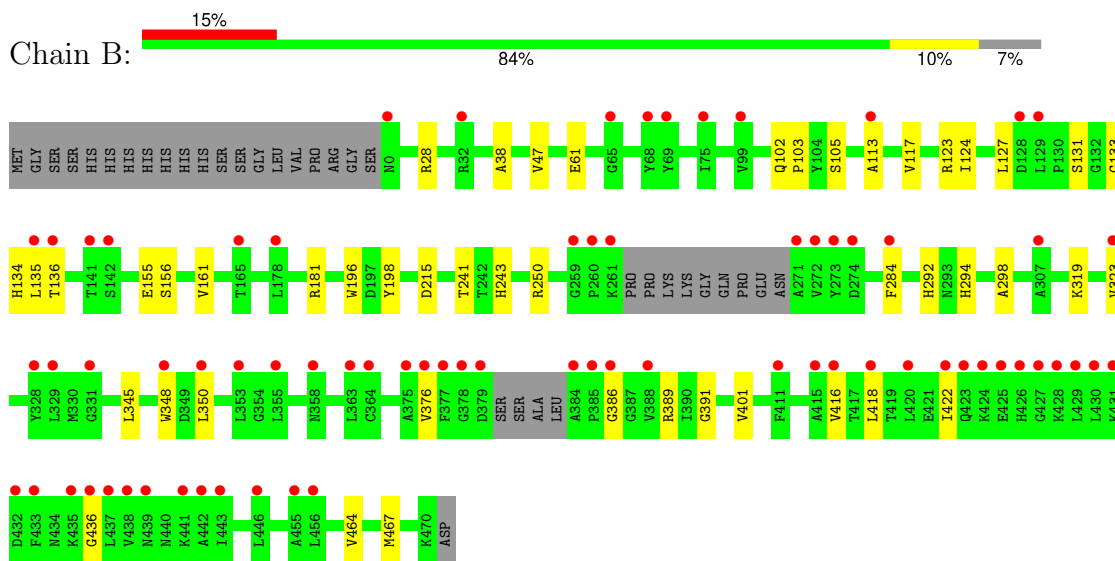 15%
Chain B:
84% 10% 7%
MET GLY SER SER HIS HIS HIS HIS HIS HIS HIS HIS SER SER GLY LEU VAL PRO ARG GLY SER N0 R28 R32 A38 V47 E61 G65 Y68 Y69 I75 V99 Q102 P103 Y104 S105 A113 V117 R123 I124 L127 D128 L129 P130 S131 G132
H134 L135 T136 T141 S142 E155 S156 V161 T165 L178 R181 W196 D197 Y198 D215 T241 T242 H243 R250 G259 P260 K261 PRO PRO LYS LYS GLY GLN PRO GLU ASN A271 V272 Y273 D274 F284 H292 N293 H294 A298 A307 K319
Y328 L329 M330 G331 L345 W348 D349 L350 L353 G354 L355 N358 L363 C364 A375 V376 F377 G378 D379 SER SER ALA LEU A384 P385 G386 G387 V388 R389 I390 G391 V401 F411 A415 V416 T417 L418 T419 L420 E421 I422 Q423 K424 E425 H426 G427 K428 L429 L430
D432 F433 N434 K435 G436 L437 V438 N439 N440 K441 A442 I443 L446 A455 L456 V464 M467 K470 ASP